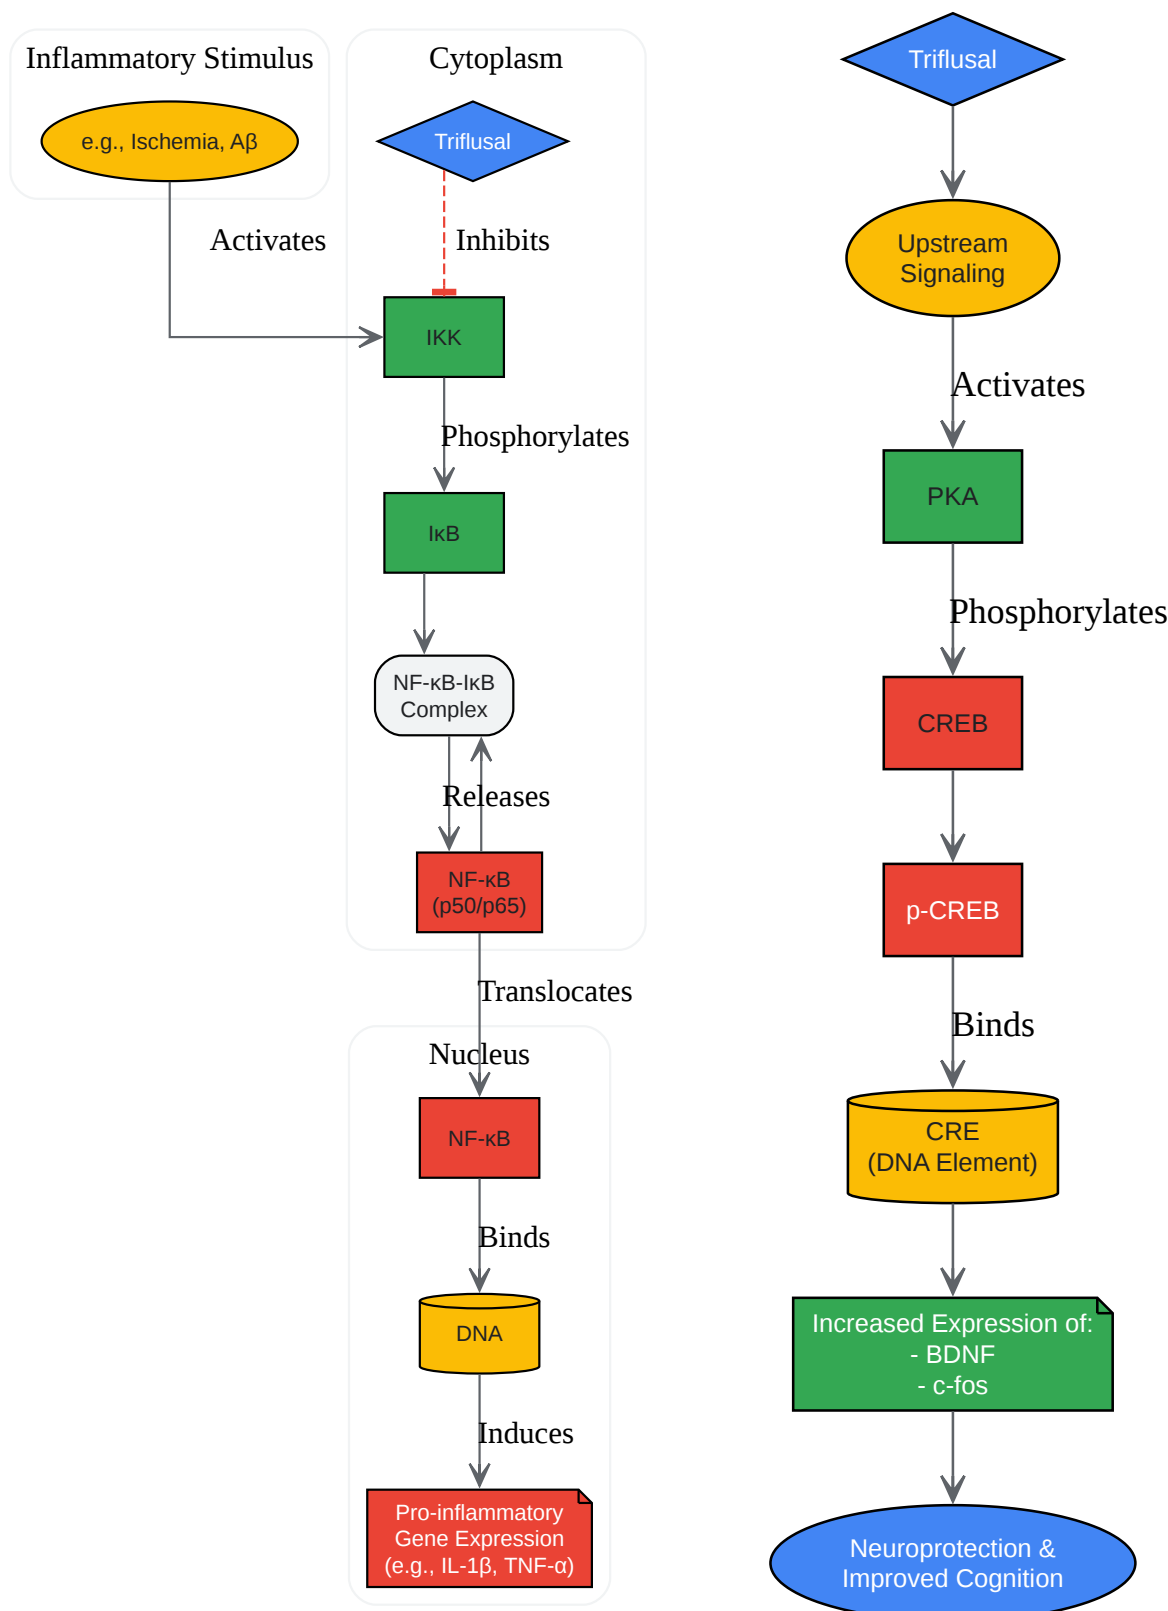 Inflammatory Stimulus
e.g., Ischemia, Aβ
Activates
Cytoplasm
Triflusal
Inhibits
IKK
Phosphorylates
IκB
NF-κB-IκB
Complex
Releases
NF-κB
(p50/p65)
Translocates
Nucleus
NF-κB
Binds
DNA
Induces
Pro-inflammatory
Gene Expression
(e.g., IL-1β, TNF-α)
Triflusal
Upstream
Signaling
Activates
PKA
Phosphorylates
CREB
p-CREB
Binds
CRE
(DNA Element)
Increased Expression of:
- BDNF
- c-fos
Neuroprotection &
Improved Cognition